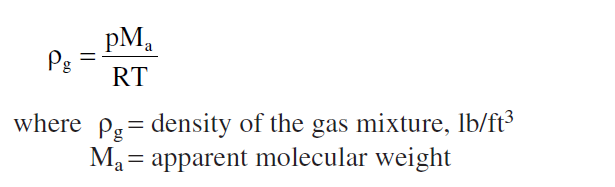 ρg = pMa / RT
where ρg = density of the gas mixture, lb/ft³
Ma = apparent molecular weight